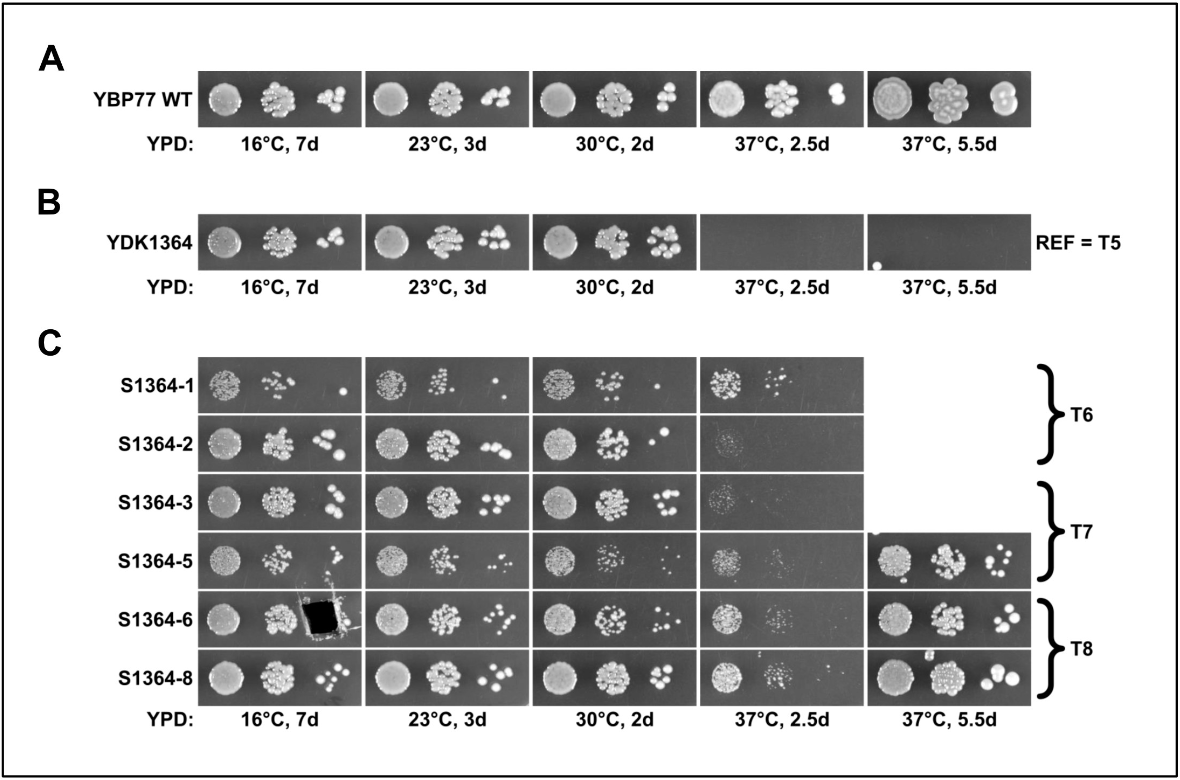 A
YBP77 WT
YPD: 16°C, 7d 23°C, 3d 30°C, 2d 37°C, 2.5d 37°C, 5.5d
B
YDK1364 REF = T5
YPD: 16°C, 7d 23°C, 3d 30°C, 2d 37°C, 2.5d 37°C, 5.5d
C
S1364-1
T6
S1364-2
S1364-3
T7
S1364-5
S1364-6
T8
S1364-8
YPD: 16°C, 7d 23°C, 3d 30°C, 2d 37°C, 2.5d 37°C, 5.5d